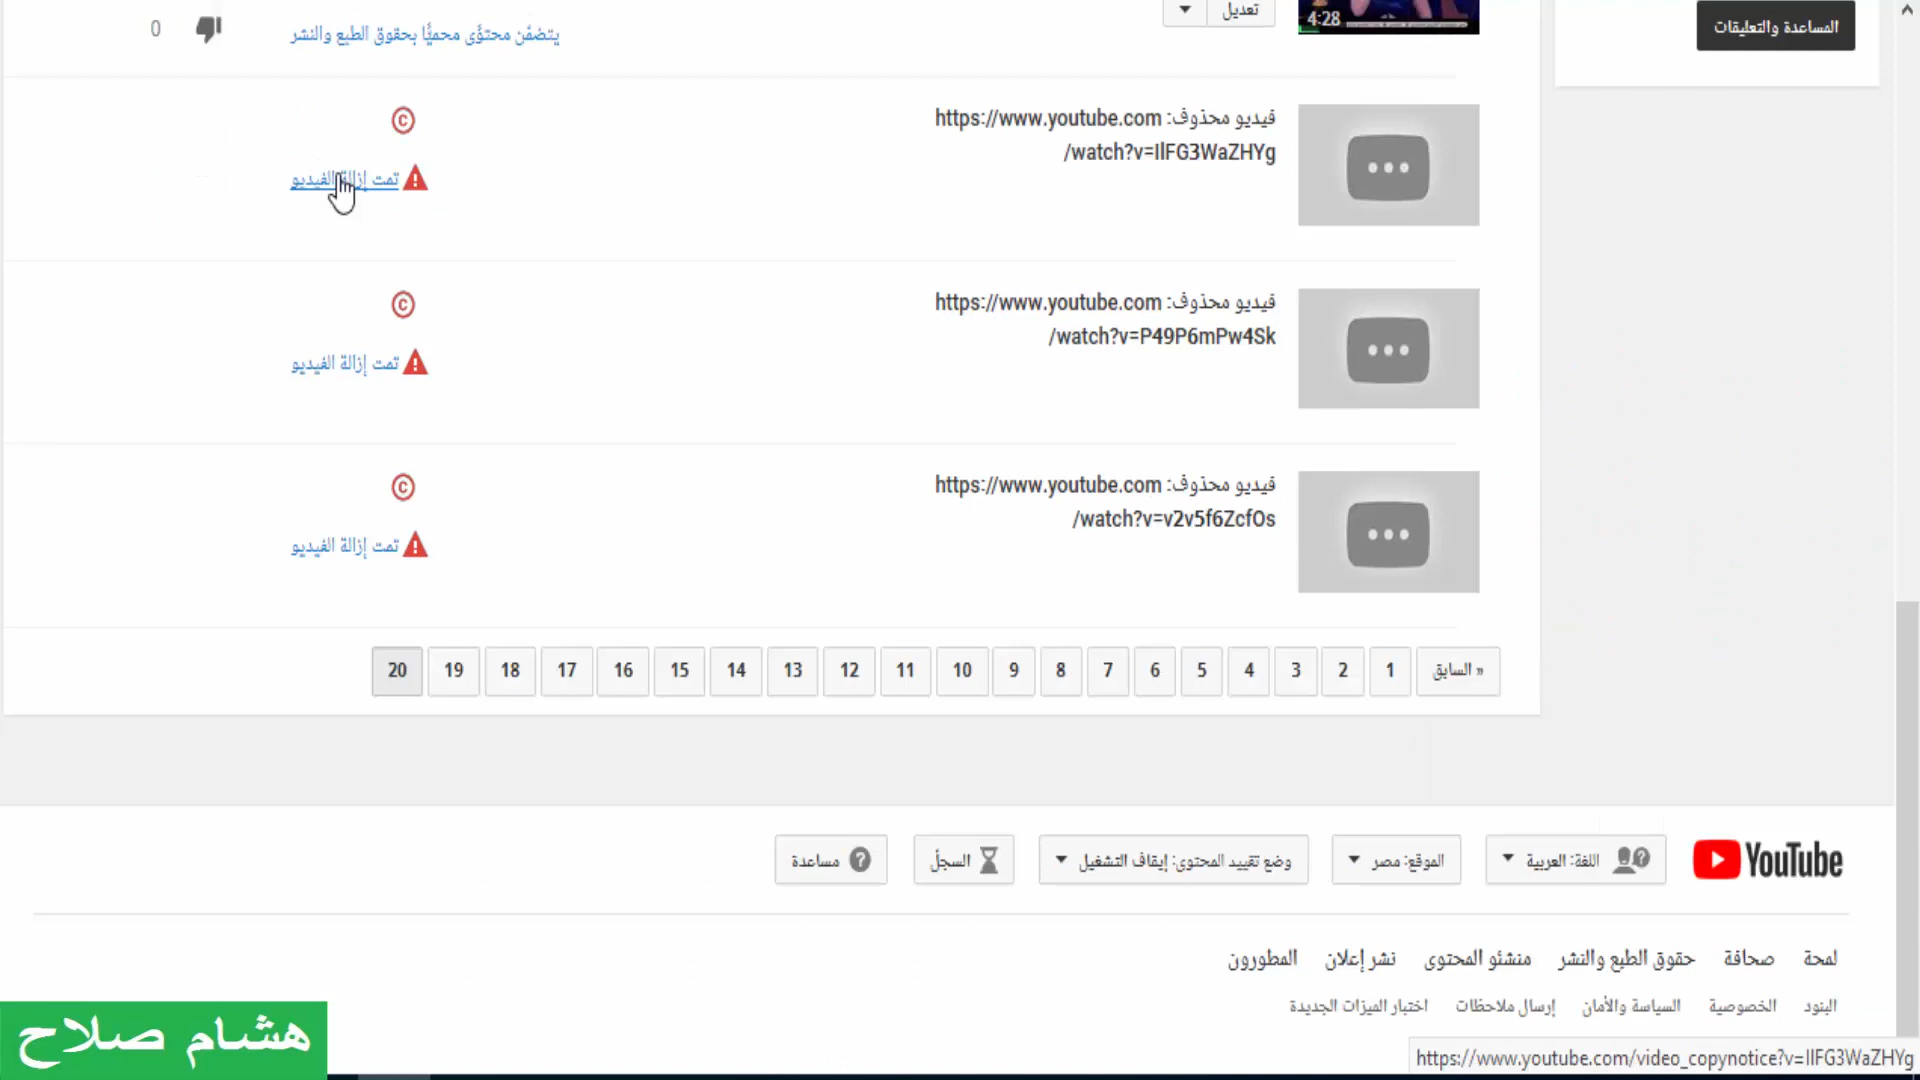 المساعدة والتعليقات
4:28
تعديل
يتضمّن محتوًى محميًّا بحقوق الطبع والنشر
0
فيديو محذوف: https://www.youtube.com
/watch?v=IlFG3WaZHYg
تمت إزالة الفيديو
فيديو محذوف: https://www.youtube.com
/watch?v=P49P6mPw4Sk
تمت إزالة الفيديو
فيديو محذوف: https://www.youtube.com
/watch?v=v2v5f6ZcfOs
تمت إزالة الفيديو
« السابق 1 2 3 4 5 6 7 8 9 10 11 12 13 14 15 16 17 18 19 20
YouTube اللغة: العربية الموقع: مصر وضع تقييد المحتوى: إيقاف التشغيل السجلّ مساعدة
لمحة صحافة حقوق الطبع والنشر منشئو المحتوى نشر إعلان المطورون
البنود الخصوصية السياسة والأمان إرسال ملاحظات اختبار الميزات الجديدة
هشام صلاح
https://www.youtube.com/video_copynotice?v=IlFG3WaZHYg